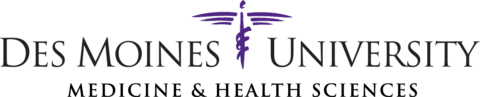 DES MOINES UNIVERSITY
MEDICINE & HEALTH SCIENCES